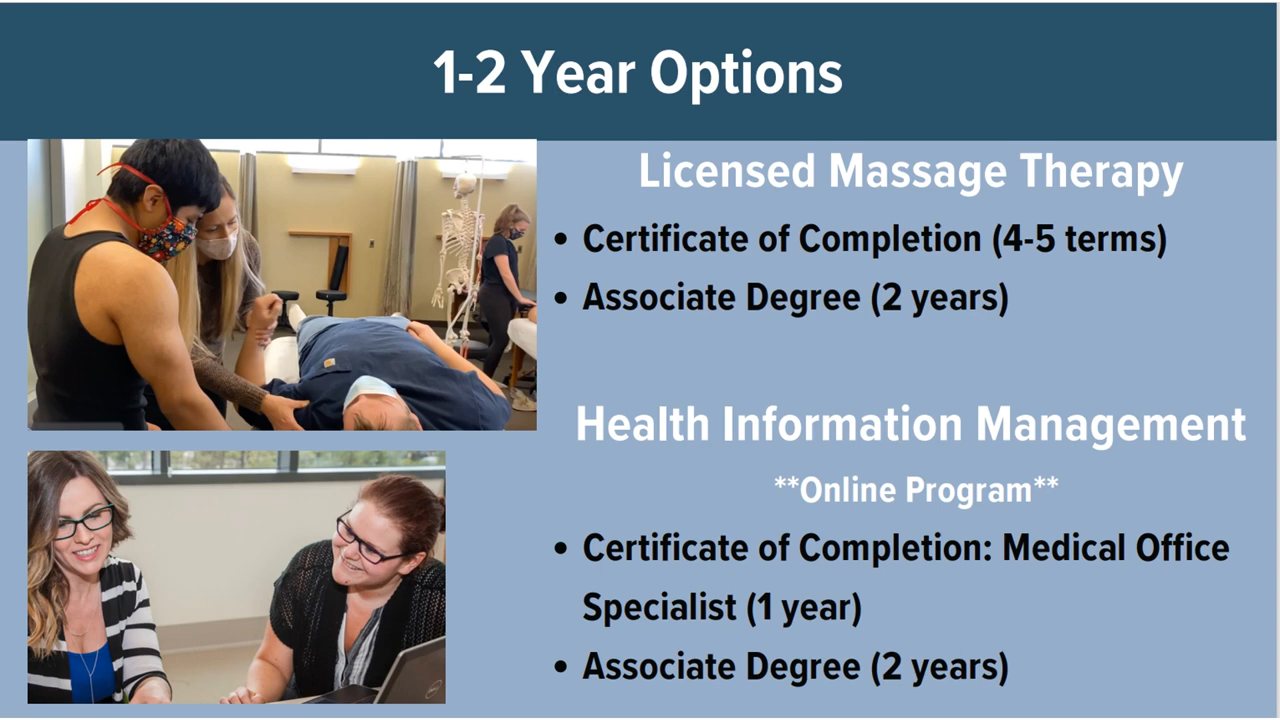 1-2 Year Options
Licensed Massage Therapy
• Certificate of Completion (4-5 terms)
• Associate Degree (2 years)
Health Information Management
**Online Program**
• Certificate of Completion: Medical Office
Specialist (1 year)
• Associate Degree (2 years)